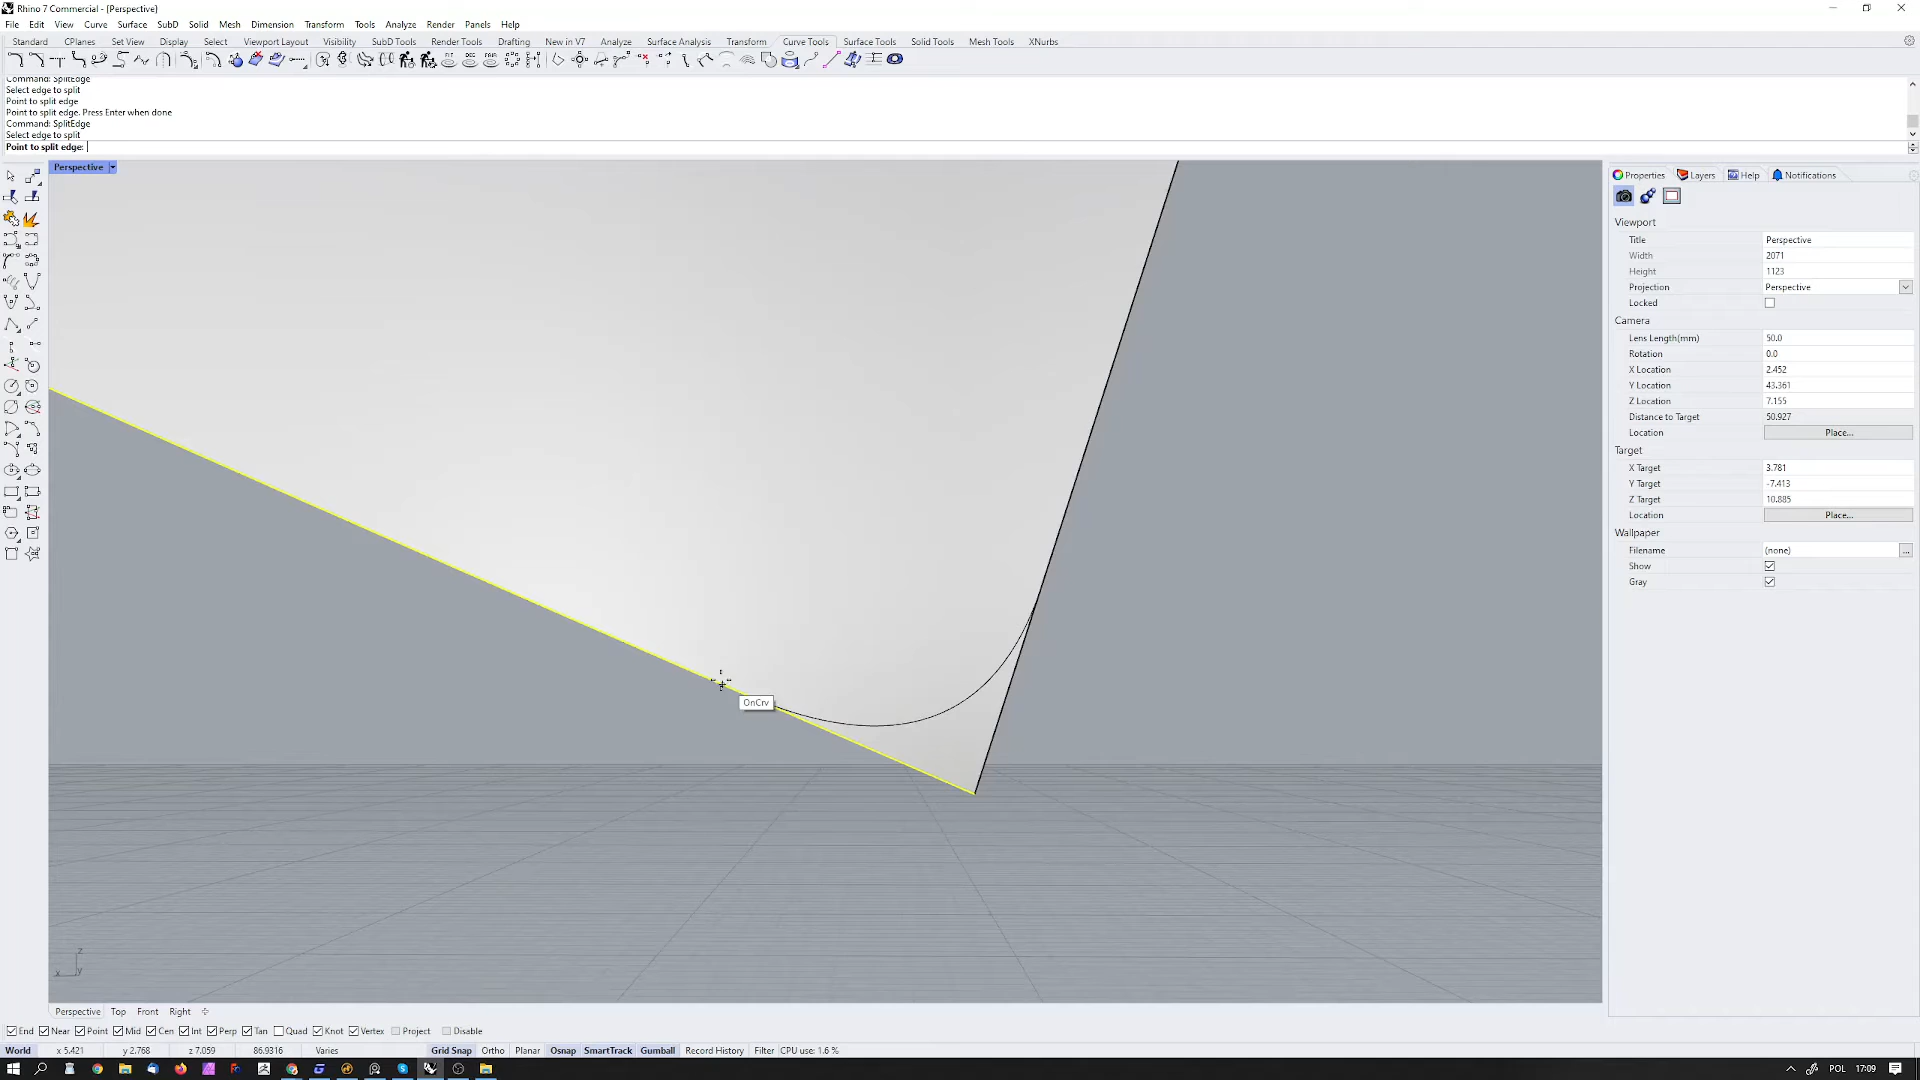 Rhino 7 Commercial - [Perspective]
File Edit View Curve Surface SubD Solid Mesh Dimension Transform Tools Analyze Render Panels Help
Standard CPlanes Set View Display Select Viewport Layout Visibility SubD Tools Render Tools Drafting New in V7 Analyze Surface Analysis Transform Curve Tools Surface Tools Solid Tools Mesh Tools XNurbs
Command: SplitEdge
Select edge to split
Point to split edge
Point to split edge. Press Enter when done
Command: SplitEdge
Select edge to split
Point to split edge:
Perspective
Properties Layers Help Notifications
Viewport
Title Perspective
Width 2071
Height 1123
Projection Perspective
Locked
Camera
Lens Length(mm) 50.0
Rotation 0.0
X Location 2.452
Y Location 43.361
Z Location 7.155
Distance to Target 50.927
Location Place...
Target
X Target 3.781
Y Target -7.413
Z Target 10.885
Location Place...
Wallpaper
Filename (none) ...
Show
Gray
OnCrv
z
x y
Perspective Top Front Right
End Near Point Mid Cen Int Perp Tan Quad Knot Vertex Project Disable
World x 5.421 y 2.768 z 7.059 86.9316 Varies Grid Snap Ortho Planar Osnap SmartTrack Gumball Record History Filter CPU use: 1.6 %
POL 17:09